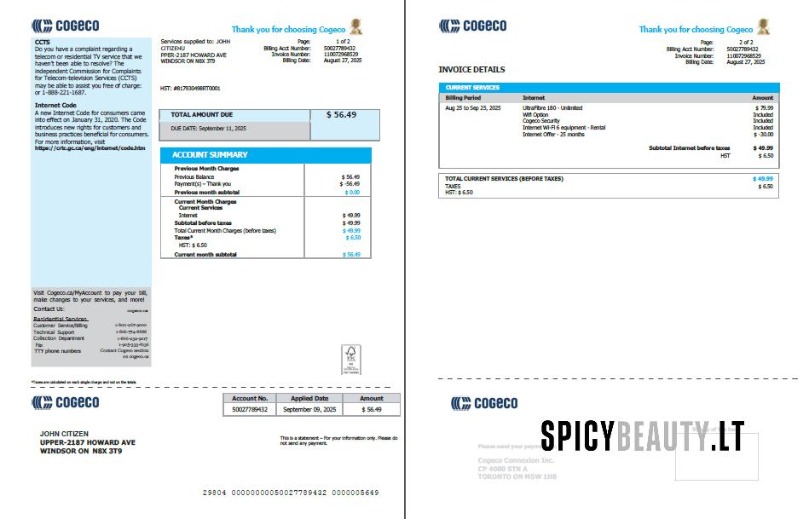 COGECO
Thank you for choosing Cogeco
CCTS
Do you have a complaint regarding a
telecom or residential TV service that we
haven't been able to resolve? The
independent Commission for Complaints
for Telecom-television Services (CCTS)
may be able to assist you free of charge:
or 1-888-221-1687.
Internet Code
A new Internet Code for consumers came
into effect on January 31, 2020. The Code
introduces new rights for customers and
business practices beneficial for consumers.
For more information, visit
https://crtc.gc.ca/eng/internet/code.htm
Services supplied to: JOHN
CITIZENU
PPER-2187 HOWARD AVE
WINDSOR ON N8X 3T9
Page: 1 of 2
Billing Acct Number: 50027789432
Invoice Number: 110072968529
Billing Date: August 27, 2025
HST: #817930498RT0001
TOTAL AMOUNT DUE $ 56.49
DUE DATE: September 11, 2025
ACCOUNT SUMMARY
Previous Month Charges
Previous Balance $ 56.49
Payment(s) – Thank you $ -56.49
Previous month subtotal $ 0.00
Current Month Charges
Current Services
Internet $ 49.99
Subtotal before taxes $ 49.99
Total Current Month Charges (before taxes) $ 49.99
Taxes* $ 6.50
HST: $ 6.50
Current month subtotal $ 56.49
Visit Cogeco.ca/MyAccount to pay your bill,
make changes to your services, and more!
Contact Us: cogeco.ca
Residential Services
Customer Service/Billing
Technical Support
Collection Department
Fax
TTY phone numbers Contact Cogeco section
on cogeco.ca
*Taxes are calculated on each single charge and not on the totals.
COGECO
Account No. Applied Date Amount
50027789432 September 09, 2025 $ 56.49
JOHN CITIZEN
UPPER-2187 HOWARD AVE
WINDSOR ON N8X 3T9
This is a statement – for your information only. Please do
not send any payment.
29804 00000000050027789432 0000005649
COGECO
Thank you for choosing Cogeco
Page: 2 of 2
Billing Acct Number: 50027789432
Invoice Number: 110072968529
Billing Date: August 27, 2025
INVOICE DETAILS
CURRENT SERVICES
Billing Period Internet Amount
Aug 25 to Sep 25, 2025 UltraFibre 180 - Unlimited $ 79.99
Wifi Option Included
Cogeco Security Included
Internet Wi-Fi 6 equipment - Rental Included
Internet Offer - 25 months $ -30.00
Subtotal Internet before taxes $ 49.99
HST $ 6.50
TOTAL CURRENT SERVICES (BEFORE TAXES) $ 49.99
TAXES $ 6.50
HST: $ 6.50
COGECO
SPICYBEAUTY.LT
Please send your payment
Cogeco Connexion Inc.
CP 4080 STN A
TORONTO ON M5W 1H8